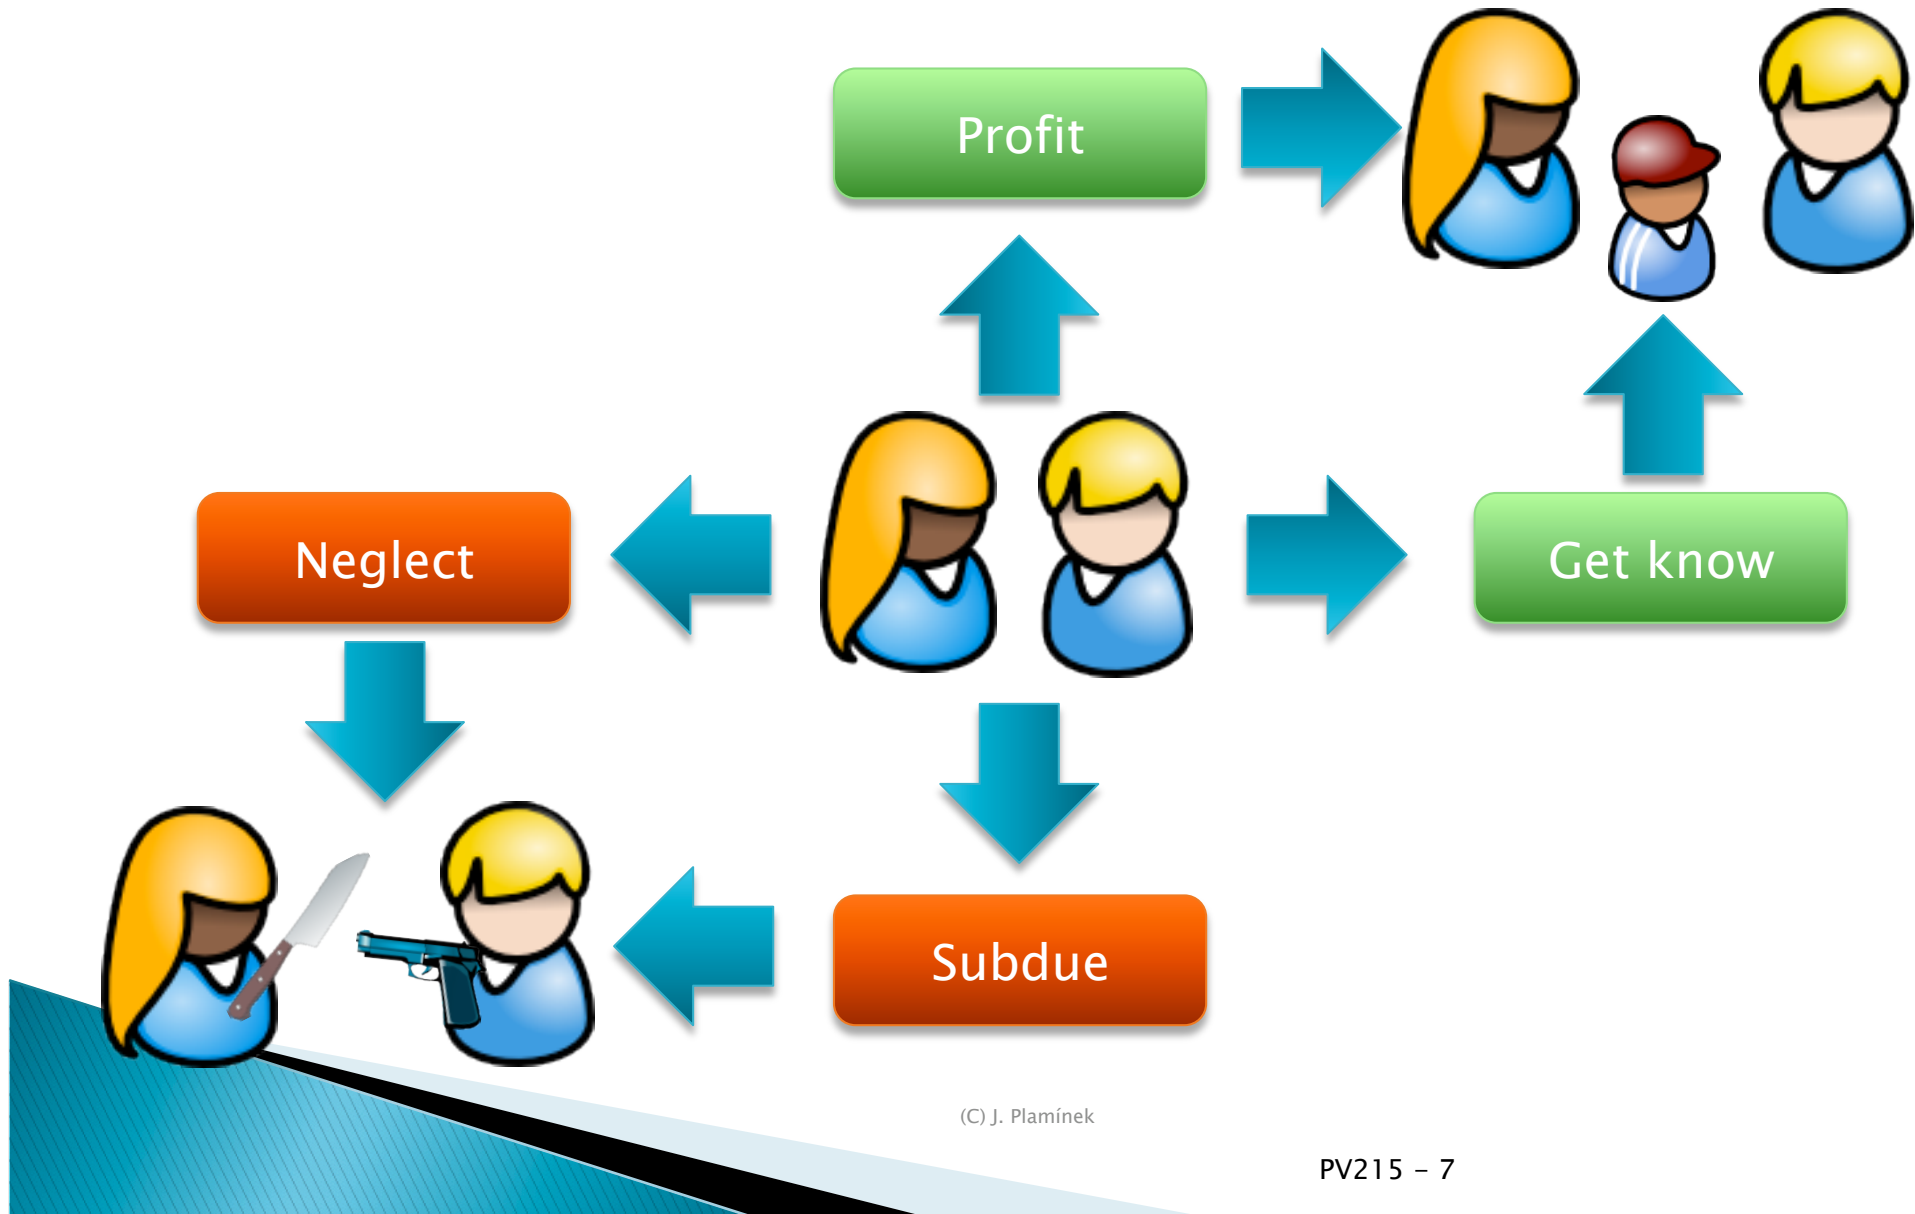 Profit
Neglect
Get know
Subdue
(C) J. Plamínek
PV215 - 7